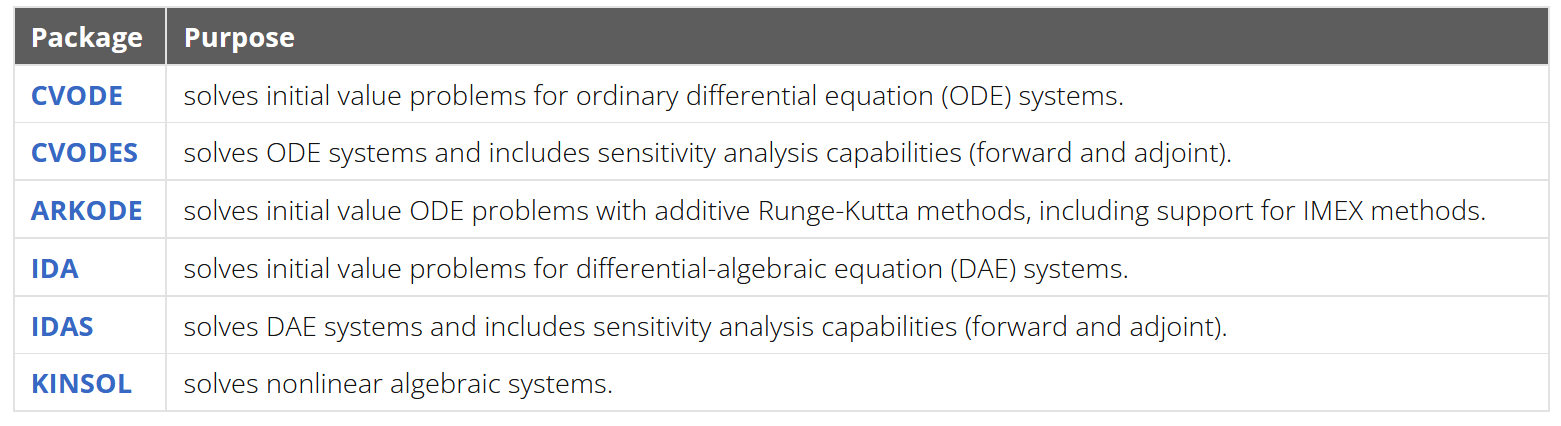 Package Purpose
CVODE solves initial value problems for ordinary differential equation (ODE) systems.
CVODES solves ODE systems and includes sensitivity analysis capabilities (forward and adjoint).
ARKODE solves initial value ODE problems with additive Runge-Kutta methods, including support for IMEX methods.
IDA solves initial value problems for differential-algebraic equation (DAE) systems.
IDAS solves DAE systems and includes sensitivity analysis capabilities (forward and adjoint).
KINSOL solves nonlinear algebraic systems.